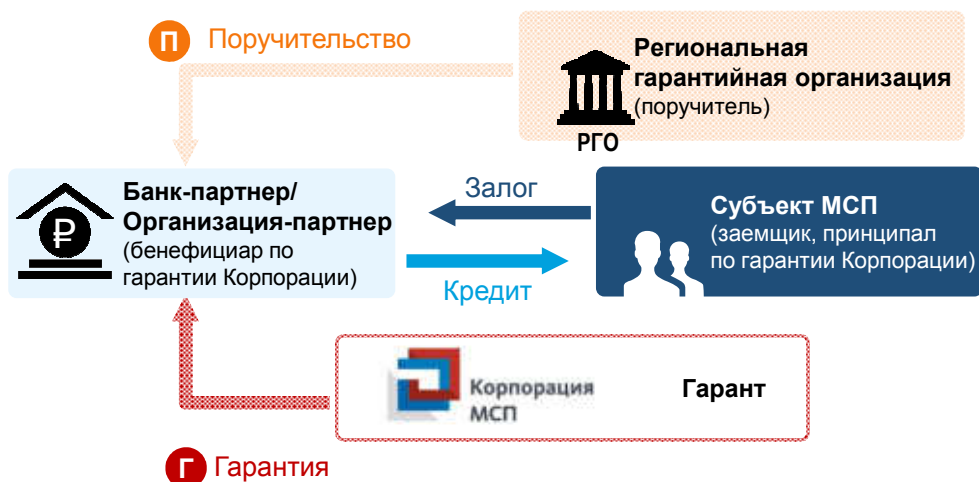 П Поручительство
Региональная
гарантийная организация
(поручитель)
РГО
Банк-партнер/
Организация-партнер
(бенефициар по
гарантии Корпорации)
₽
Залог
Кредит
Субъект МСП
(заемщик, принципал
по гарантии Корпорации)
Корпорация
МСП
Гарант
Г Гарантия